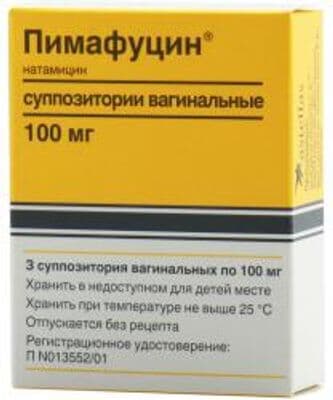 Пимафуцин®
натамицин
суппозитории вагинальные
100 мг
3 суппозитория вагинальных по 100 мг
Хранить в недоступном для детей месте
Хранить при температуре не выше 25 °C
Отпускается без рецепта
Регистрационное удостоверение:
П N013552/01
astellas